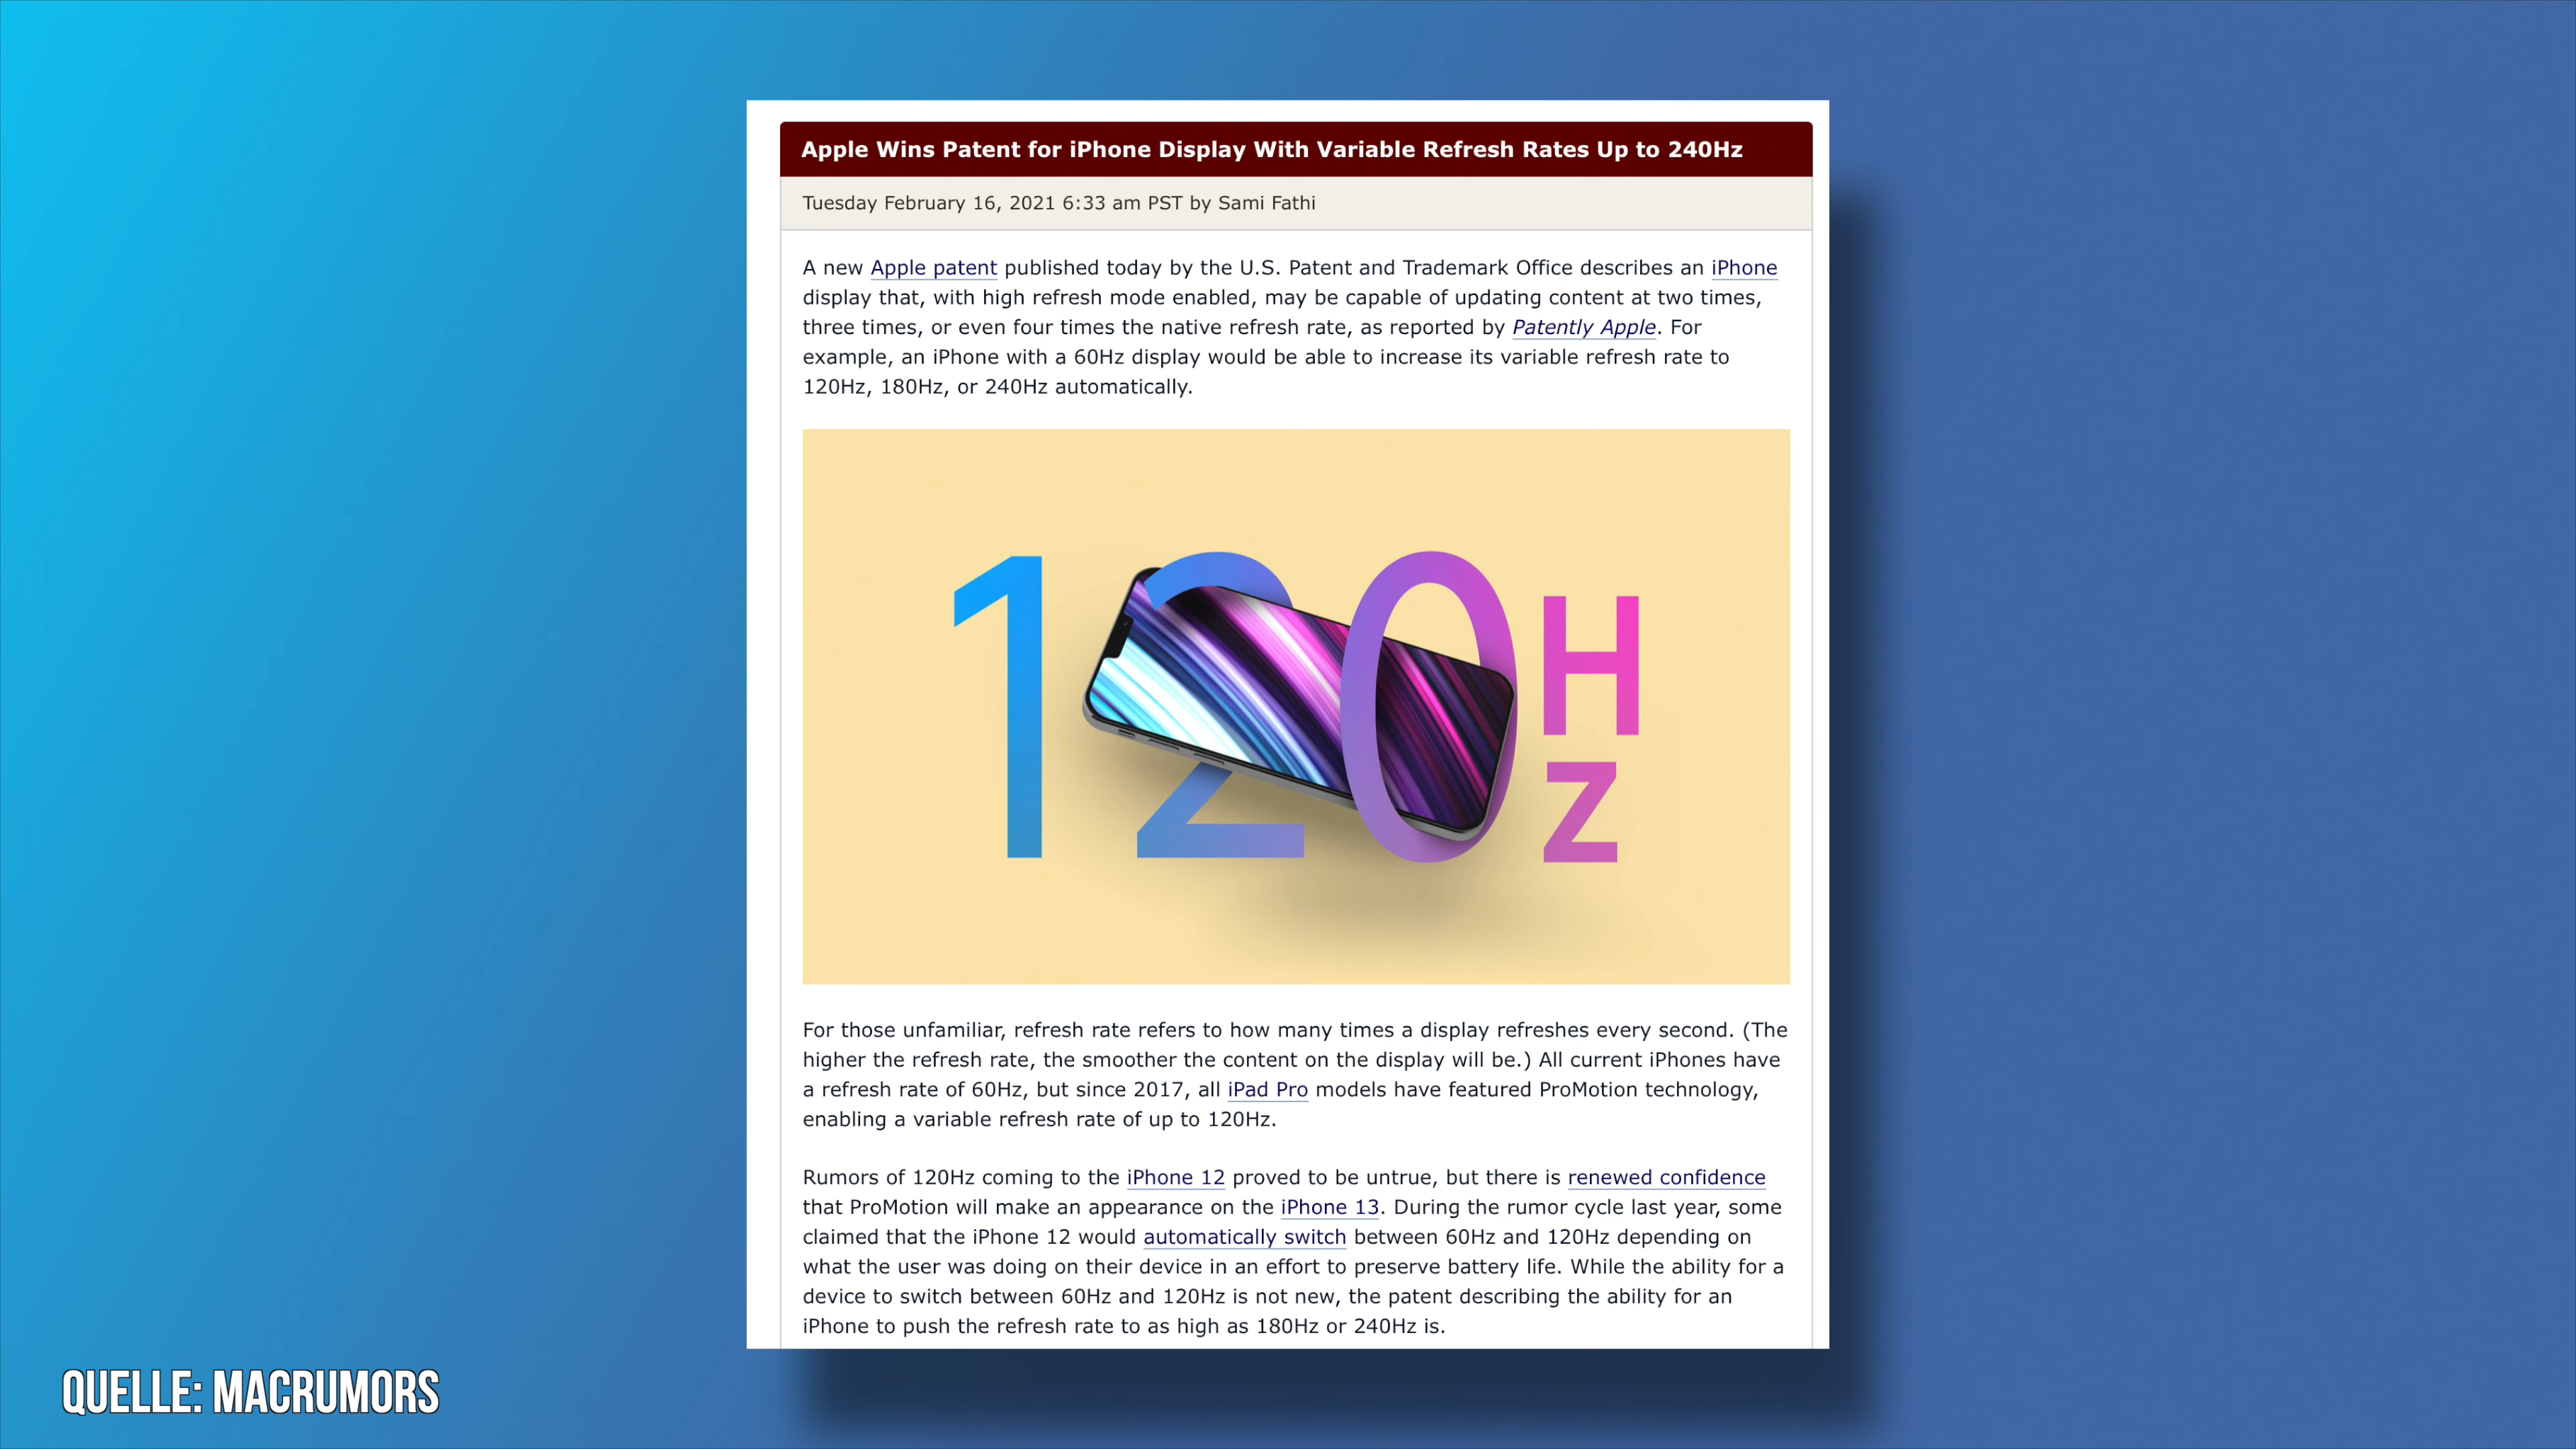 Apple Wins Patent for iPhone Display With Variable Refresh Rates Up to 240Hz
Tuesday February 16, 2021 6:33 am PST by Sami Fathi
A new Apple patent published today by the U.S. Patent and Trademark Office describes an iPhone
display that, with high refresh mode enabled, may be capable of updating content at two times,
three times, or even four times the native refresh rate, as reported by Patently Apple. For
example, an iPhone with a 60Hz display would be able to increase its variable refresh rate to
120Hz, 180Hz, or 240Hz automatically.
120Hz
For those unfamiliar, refresh rate refers to how many times a display refreshes every second. (The
higher the refresh rate, the smoother the content on the display will be.) All current iPhones have
a refresh rate of 60Hz, but since 2017, all iPad Pro models have featured ProMotion technology,
enabling a variable refresh rate of up to 120Hz.
Rumors of 120Hz coming to the iPhone 12 proved to be untrue, but there is renewed confidence
that ProMotion will make an appearance on the iPhone 13. During the rumor cycle last year, some
claimed that the iPhone 12 would automatically switch between 60Hz and 120Hz depending on
what the user was doing on their device in an effort to preserve battery life. While the ability for a
device to switch between 60Hz and 120Hz is not new, the patent describing the ability for an
iPhone to push the refresh rate to as high as 180Hz or 240Hz is.
QUELLE: MACRUMORS